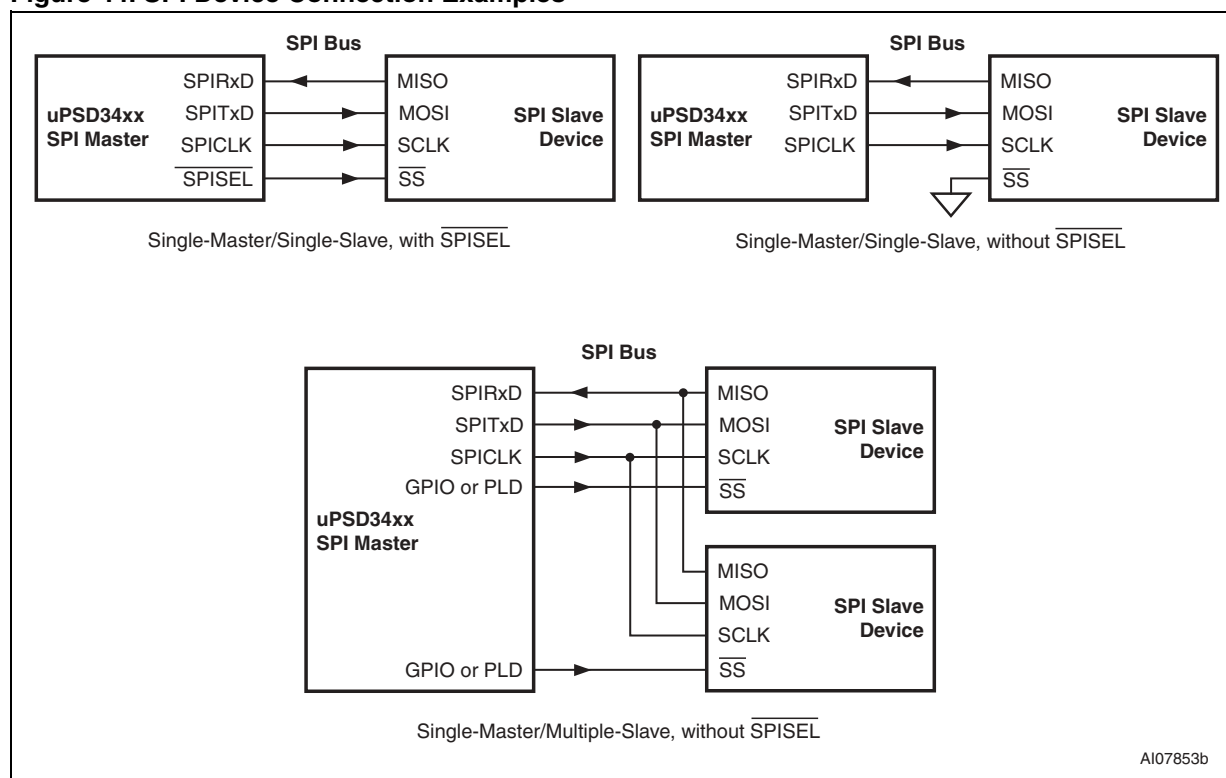 SPI Bus
SPIRxD
SPITxD
SPICLK
SPISEL
uPSD34xx
SPI Master
MISO
MOSI
SCLK
SS
SPI Slave
Device
Single-Master/Single-Slave, with SPISEL
SPI Bus
SPIRxD
SPITxD
SPICLK
uPSD34xx
SPI Master
MISO
MOSI
SCLK
SS
SPI Slave
Device
Single-Master/Single-Slave, without SPISEL
SPI Bus
SPIRxD
SPITxD
SPICLK
GPIO or PLD
uPSD34xx
SPI Master
GPIO or PLD
MISO
MOSI
SCLK
SS
SPI Slave
Device
MISO
MOSI
SCLK
SS
SPI Slave
Device
Single-Master/Multiple-Slave, without SPISEL
AI07853b